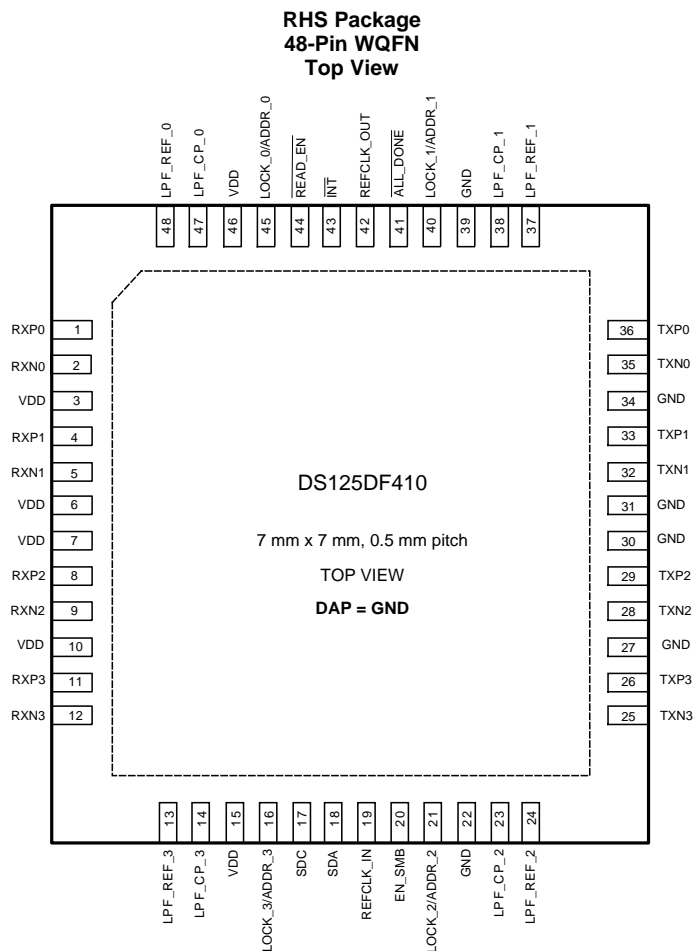 RHS Package
48-Pin WQFN
Top View
LPF_REF_0
LPF_CP_0
VDD
LOCK_0/ADDR_0
READ_EN
INT
REFCLK_OUT
ALL_DONE
LOCK_1/ADDR_1
GND
LPF_CP_1
LPF_REF_1
48 47 46 45 44 43 42 41 40 39 38 37
RXP0 1 36 TXP0
RXN0 2 35 TXN0
VDD 3 34 GND
RXP1 4 33 TXP1
RXN1 5 32 TXN1
DS125DF410
VDD 6 31 GND
VDD 7 7 mm x 7 mm, 0.5 mm pitch 30 GND
RXP2 8 TOP VIEW 29 TXP2
RXN2 9 DAP = GND 28 TXN2
VDD 10 27 GND
RXP3 11 26 TXP3
RXN3 12 25 TXN3
13 14 15 16 17 18 19 20 21 22 23 24
LPF_REF_3
LPF_CP_3
VDD
LOCK_3/ADDR_3
SDC
SDA
REFCLK_IN
EN_SMB
LOCK_2/ADDR_2
GND
LPF_CP_2
LPF_REF_2